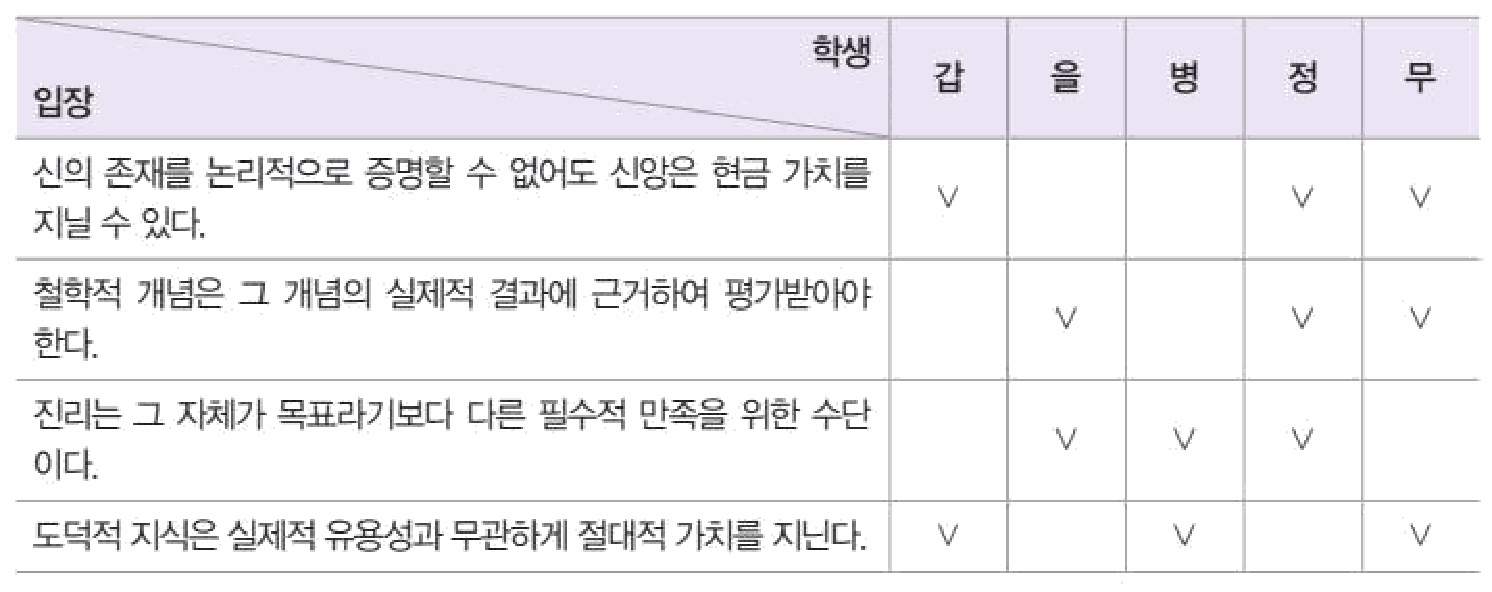 학생
입장
갑 을 병 정 무
신의 존재를 논리적으로 증명할 수 없어도 신앙은 현금 가치를
지닐 수 있다.
∨ ∨ ∨
철학적 개념은 그 개념의 실제적 결과에 근거하여 평가받아야
한다.
∨ ∨ ∨
진리는 그 자체가 목표라기보다 다른 필수적 만족을 위한 수단
이다.
∨ ∨ ∨
도덕적 지식은 실제적 유용성과 무관하게 절대적 가치를 지닌다. ∨ ∨ ∨